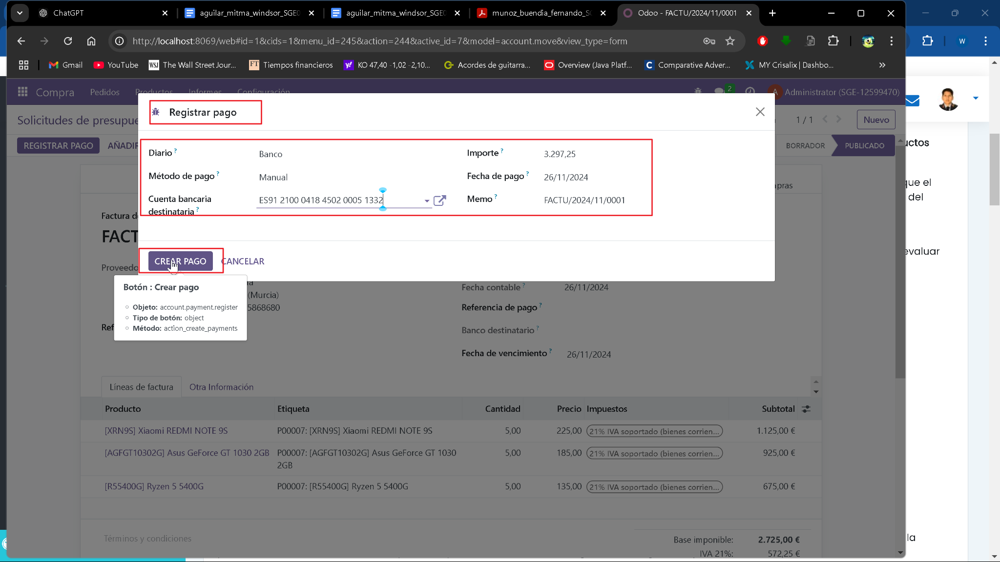 ChatGPT
aguilar_mitma_windsor_SGE0
aguilar_mitma_windsor_SGE0
munoz_buendia_fernando_S
Odoo - FACTU/2024/11/0001
http://localhost:8069/web#id=1&cids=1&menu_id=245&action=244&active_id=7&model=account.move&view_type=form
W
Gmail
YouTube
WSJ
The Wall Street Jour...
FT
Tiempos financieros
KO 47,40 -1,02 -2,10...
Acordes de guitarra...
Overview (Java Platf...
C
Comparative Adver...
MY Crisalix | Dashbo...
Compra
Pedidos
Productos
Informes
Configuración
2
A
Administrator (SGE-12599470)
Solicitudes de presupue
1 / 1
Nuevo
REGISTRAR PAGO
AÑADIR
BORRADOR
PUBLICADO
Registrar pago
Diario ?
Banco
Importe ?
3.297,25
Método de pago ?
Manual
Fecha de pago ?
26/11/2024
Cuenta bancaria
destinataria ?
ES91 2100 0418 4502 0005 1332
Memo ?
FACTU/2024/11/0001
CREAR PAGO
CANCELAR
Botón : Crear pago
Objeto: account.payment.register
Tipo de botón: object
Método: action_create_payments
mpras
Factura d
FACT
Proveedo
(Murcia)
5868680
Ref
Fecha contable ?
26/11/2024
Referencia de pago ?
Banco destinatario ?
Fecha de vencimiento ?
26/11/2024
Líneas de factura
Otra Información
Producto
Etiqueta
Cantidad
Precio
Impuestos
Subtotal
[XRN9S] Xiaomi REDMI NOTE 9S
P00007: [XRN9S] Xiaomi REDMI NOTE 9S
5,00
225,00
21% IVA soportado (bienes corrien...)
1.125,00 €
[AGFGT10302G] Asus GeForce GT 1030 2GB
P00007: [AGFGT10302G] Asus GeForce GT 1030
2GB
5,00
185,00
21% IVA soportado (bienes corrien...)
925,00 €
[R55400G] Ryzen 5 5400G
P00007: [R55400G] Ryzen 5 5400G
5,00
135,00
21% IVA soportado (bienes corrien...)
675,00 €
Términos y condiciones
Base imponible:
2.725,00 €
IVA 21%:
572,25 €
uctos
que el
del
evaluar
la